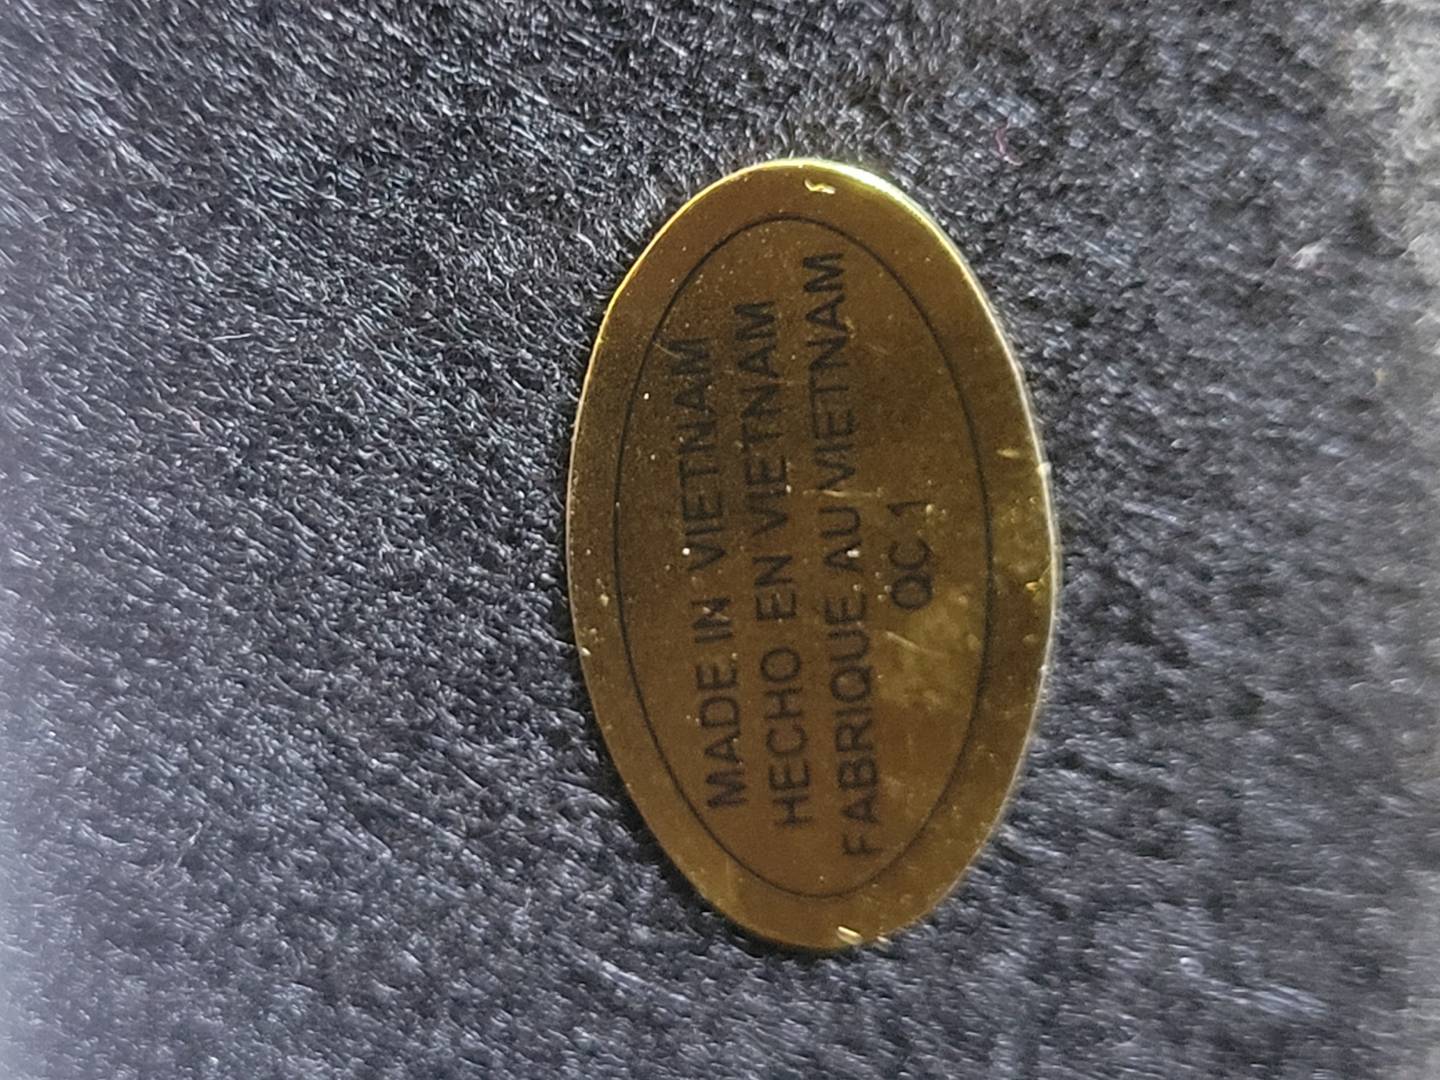 MADE IN VIETNAM
HECHO EN VIETNAM
FABRIQUE AU VIETNAM
QC.1